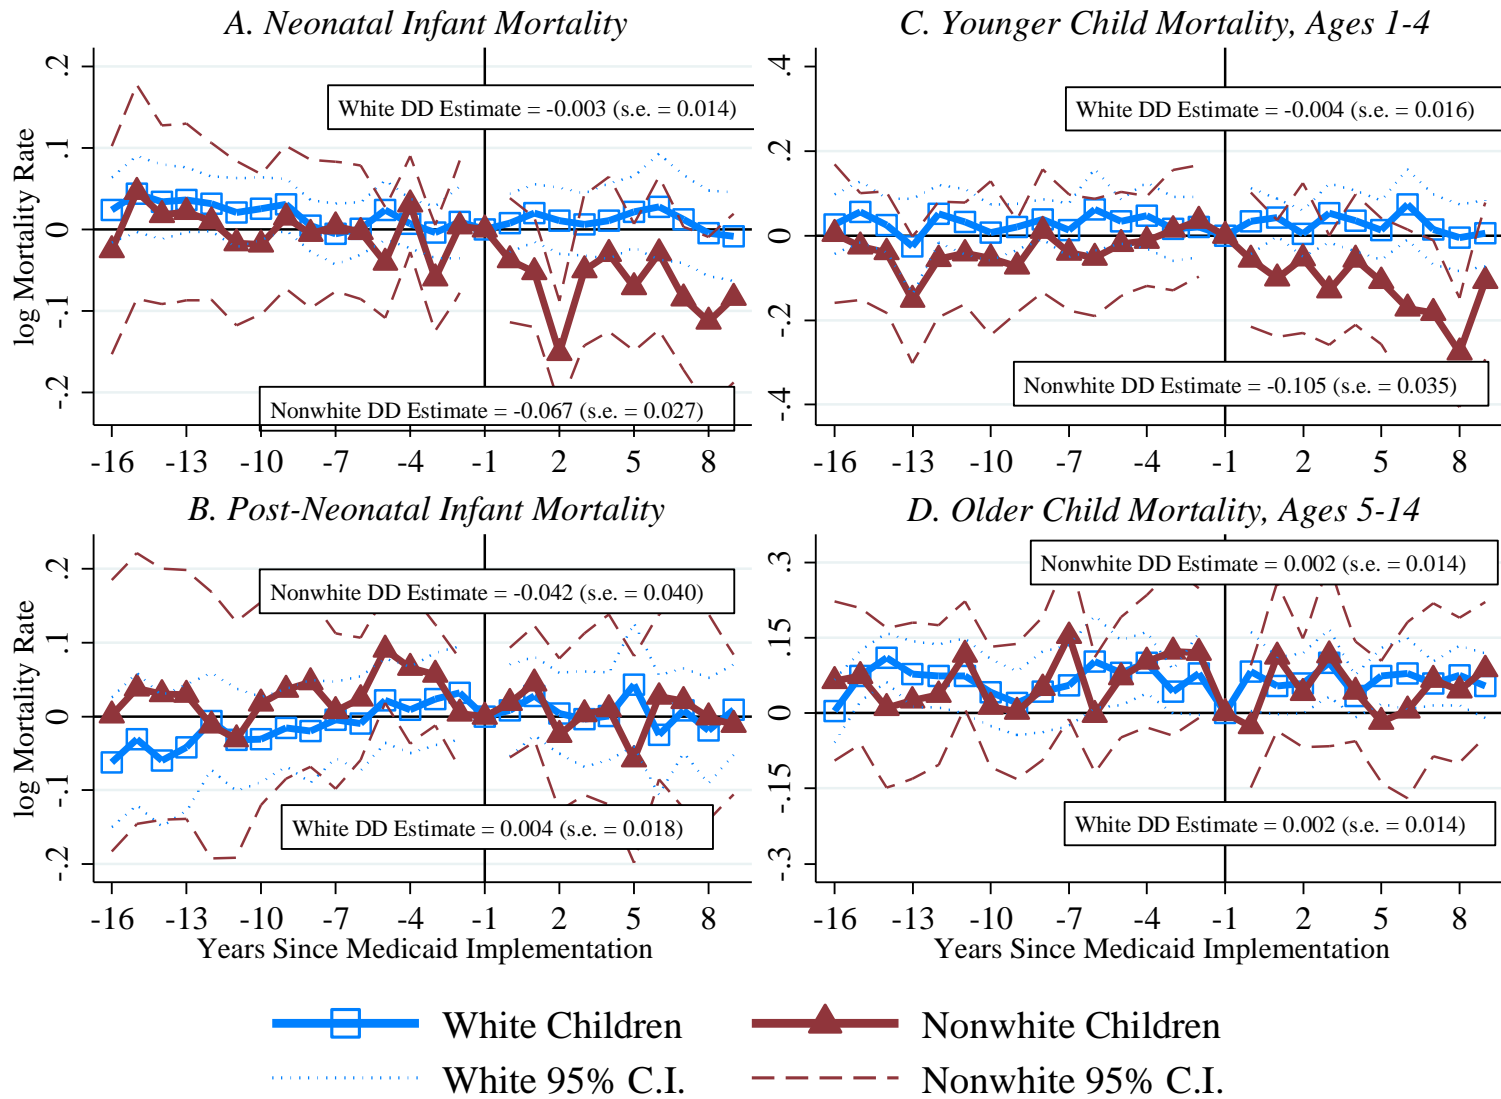 A. Neonatal Infant Mortality
log Mortality Rate
.2
.1
0
-.1
-.2
White DD Estimate = -0.003 (s.e. = 0.014)
Nonwhite DD Estimate = -0.067 (s.e. = 0.027)
-16 -13 -10 -7 -4 -1 2 5 8
C. Younger Child Mortality, Ages 1-4
.4
.2
0
-.2
-.4
White DD Estimate = -0.004 (s.e. = 0.016)
Nonwhite DD Estimate = -0.105 (s.e. = 0.035)
-16 -13 -10 -7 -4 -1 2 5 8
B. Post-Neonatal Infant Mortality
log Mortality Rate
.2
.1
0
-.1
-.2
Nonwhite DD Estimate = -0.042 (s.e. = 0.040)
White DD Estimate = 0.004 (s.e. = 0.018)
-16 -13 -10 -7 -4 -1 2 5 8
Years Since Medicaid Implementation
D. Older Child Mortality, Ages 5-14
.3
.15
0
-.15
-.3
Nonwhite DD Estimate = 0.002 (s.e. = 0.014)
White DD Estimate = 0.002 (s.e. = 0.014)
-16 -13 -10 -7 -4 -1 2 5 8
Years Since Medicaid Implementation
White Children
Nonwhite Children
White 95% C.I.
Nonwhite 95% C.I.